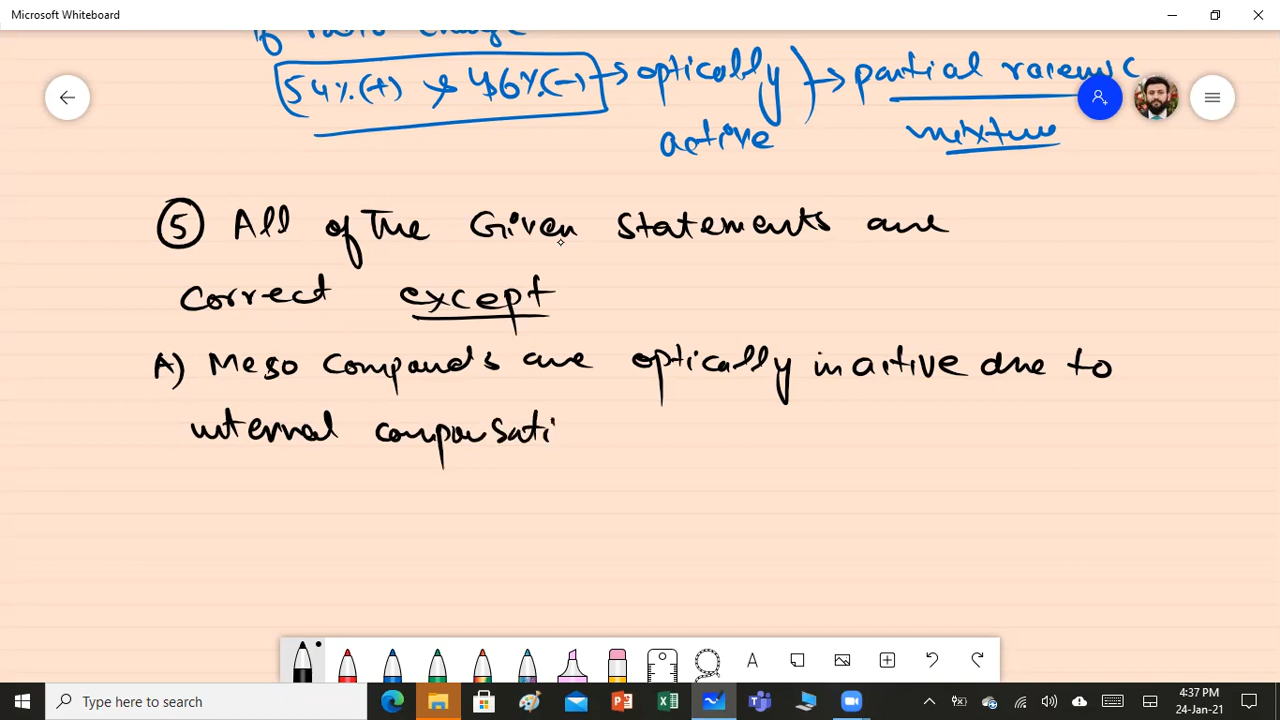 Microsoft Whiteboard
54%(+) 46%(-) → optically → partial racemic
active mixture
5 All of The Given Statements are
correct except
A) Meso Compounds are optically inactive due to
internal compensati
Type here to search
4:37 PM
24-Jan-21